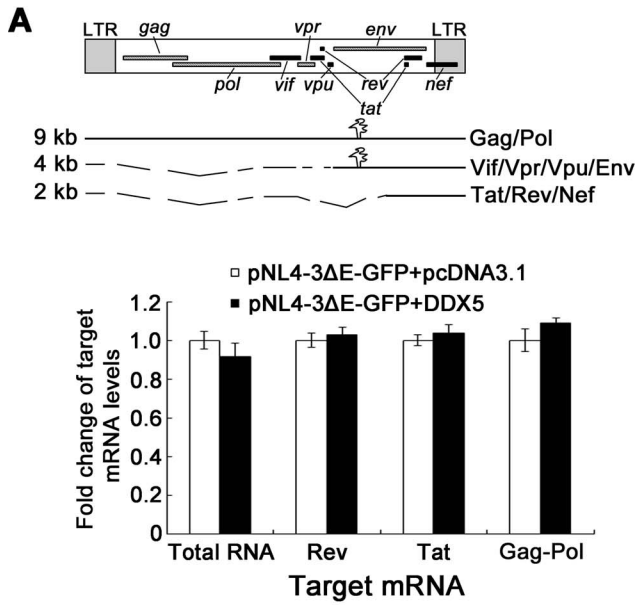 A
LTR gag vpr env LTR
pol vif vpu rev nef
tat
9 kb Gag/Pol
4 kb Vif/Vpr/Vpu/Env
2 kb Tat/Rev/Nef
pNL4-3ΔE-GFP+pcDNA3.1
pNL4-3ΔE-GFP+DDX5
Fold change of target
mRNA levels
1.2
1.0
0.8
0.6
0.4
0.2
0
Total RNA Rev Tat Gag-Pol
Target mRNA